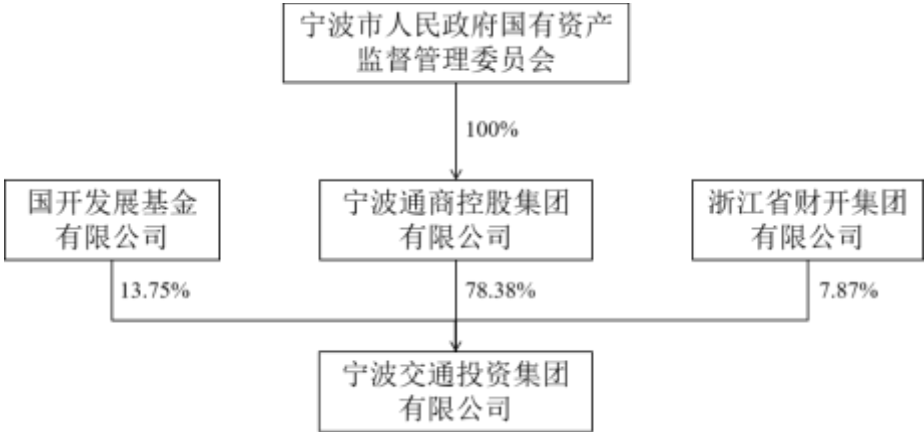 宁波市人民政府国有资产
监督管理委员会
100%
国开发展基金
有限公司
宁波通商控股集团
有限公司
浙江省财开集团
有限公司
13.75%
78.38%
7.87%
宁波交通投资集团
有限公司